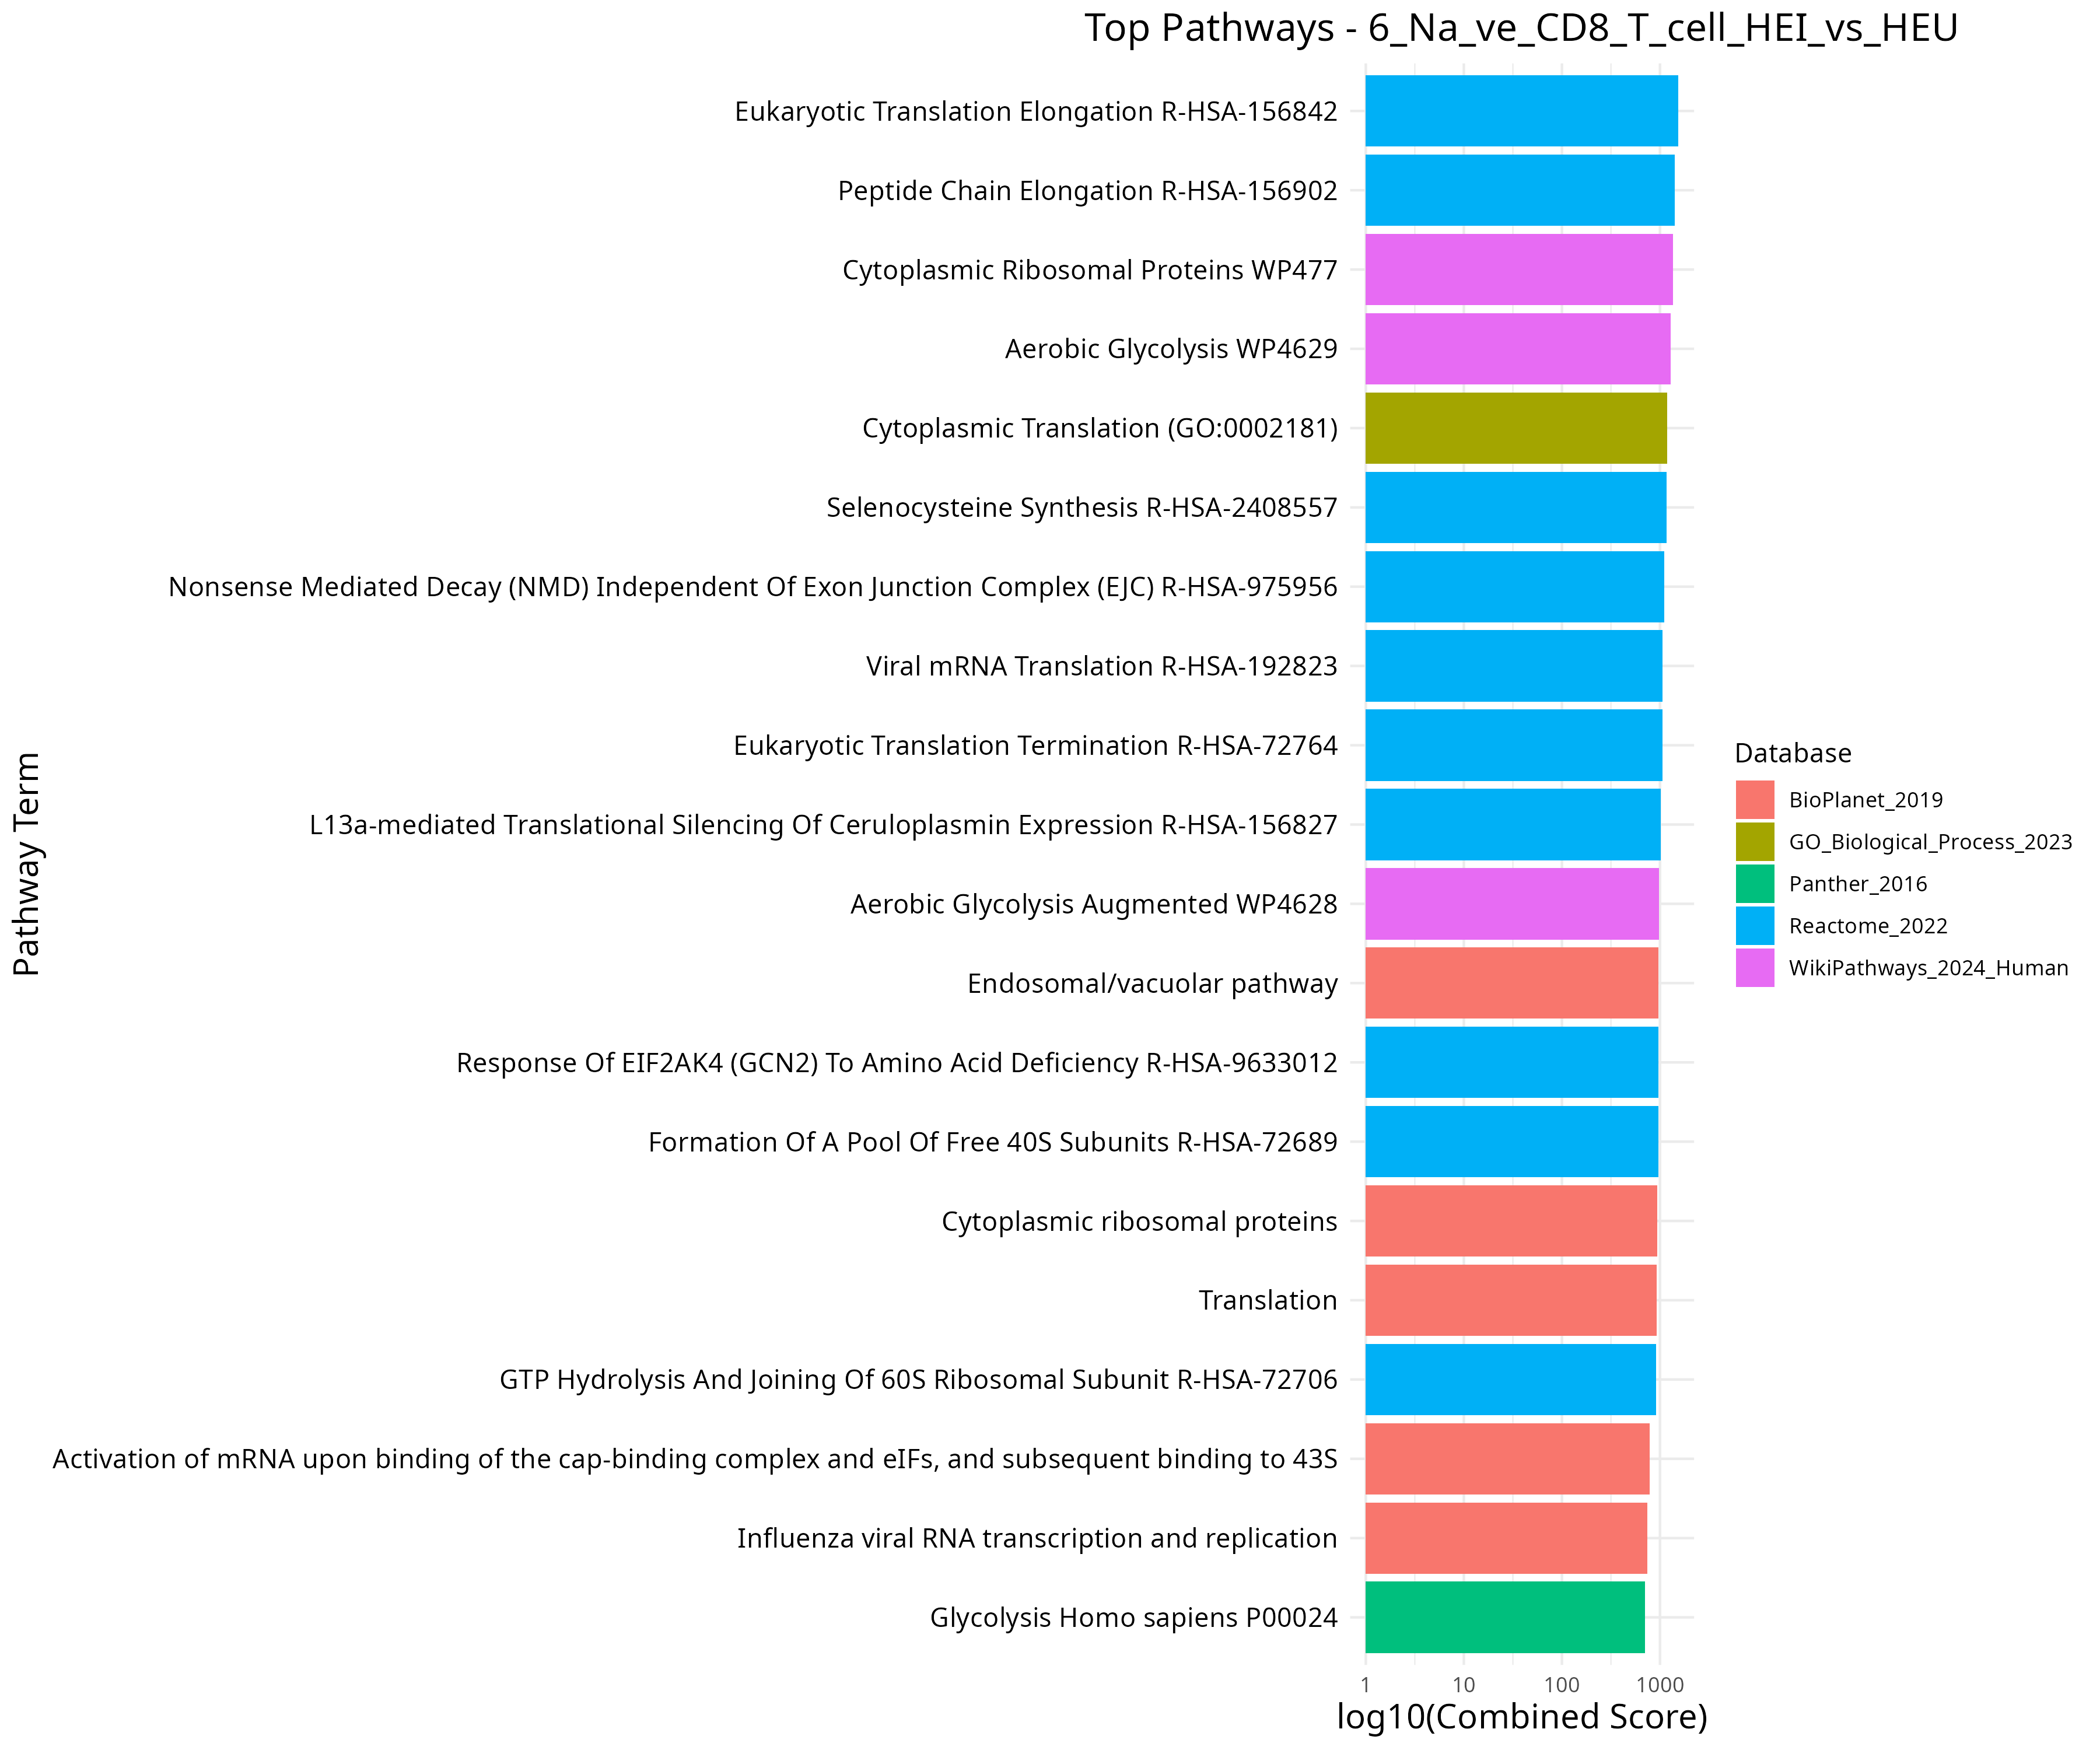 Top Pathways - 6_Na_ve_CD8_T_cell_HEI_vs_HEU
Pathway Term
Eukaryotic Translation Elongation R-HSA-156842
Peptide Chain Elongation R-HSA-156902
Cytoplasmic Ribosomal Proteins WP477
Aerobic Glycolysis WP4629
Cytoplasmic Translation (GO:0002181)
Selenocysteine Synthesis R-HSA-2408557
Nonsense Mediated Decay (NMD) Independent Of Exon Junction Complex (EJC) R-HSA-975956
Viral mRNA Translation R-HSA-192823
Eukaryotic Translation Termination R-HSA-72764
L13a-mediated Translational Silencing Of Ceruloplasmin Expression R-HSA-156827
Aerobic Glycolysis Augmented WP4628
Endosomal/vacuolar pathway
Response Of EIF2AK4 (GCN2) To Amino Acid Deficiency R-HSA-9633012
Formation Of A Pool Of Free 40S Subunits R-HSA-72689
Cytoplasmic ribosomal proteins
Translation
GTP Hydrolysis And Joining Of 60S Ribosomal Subunit R-HSA-72706
Activation of mRNA upon binding of the cap-binding complex and eIFs, and subsequent binding to 43S
Influenza viral RNA transcription and replication
Glycolysis Homo sapiens P00024
1 10 100 1000
log10(Combined Score)
Database
BioPlanet_2019
GO_Biological_Process_2023
Panther_2016
Reactome_2022
WikiPathways_2024_Human